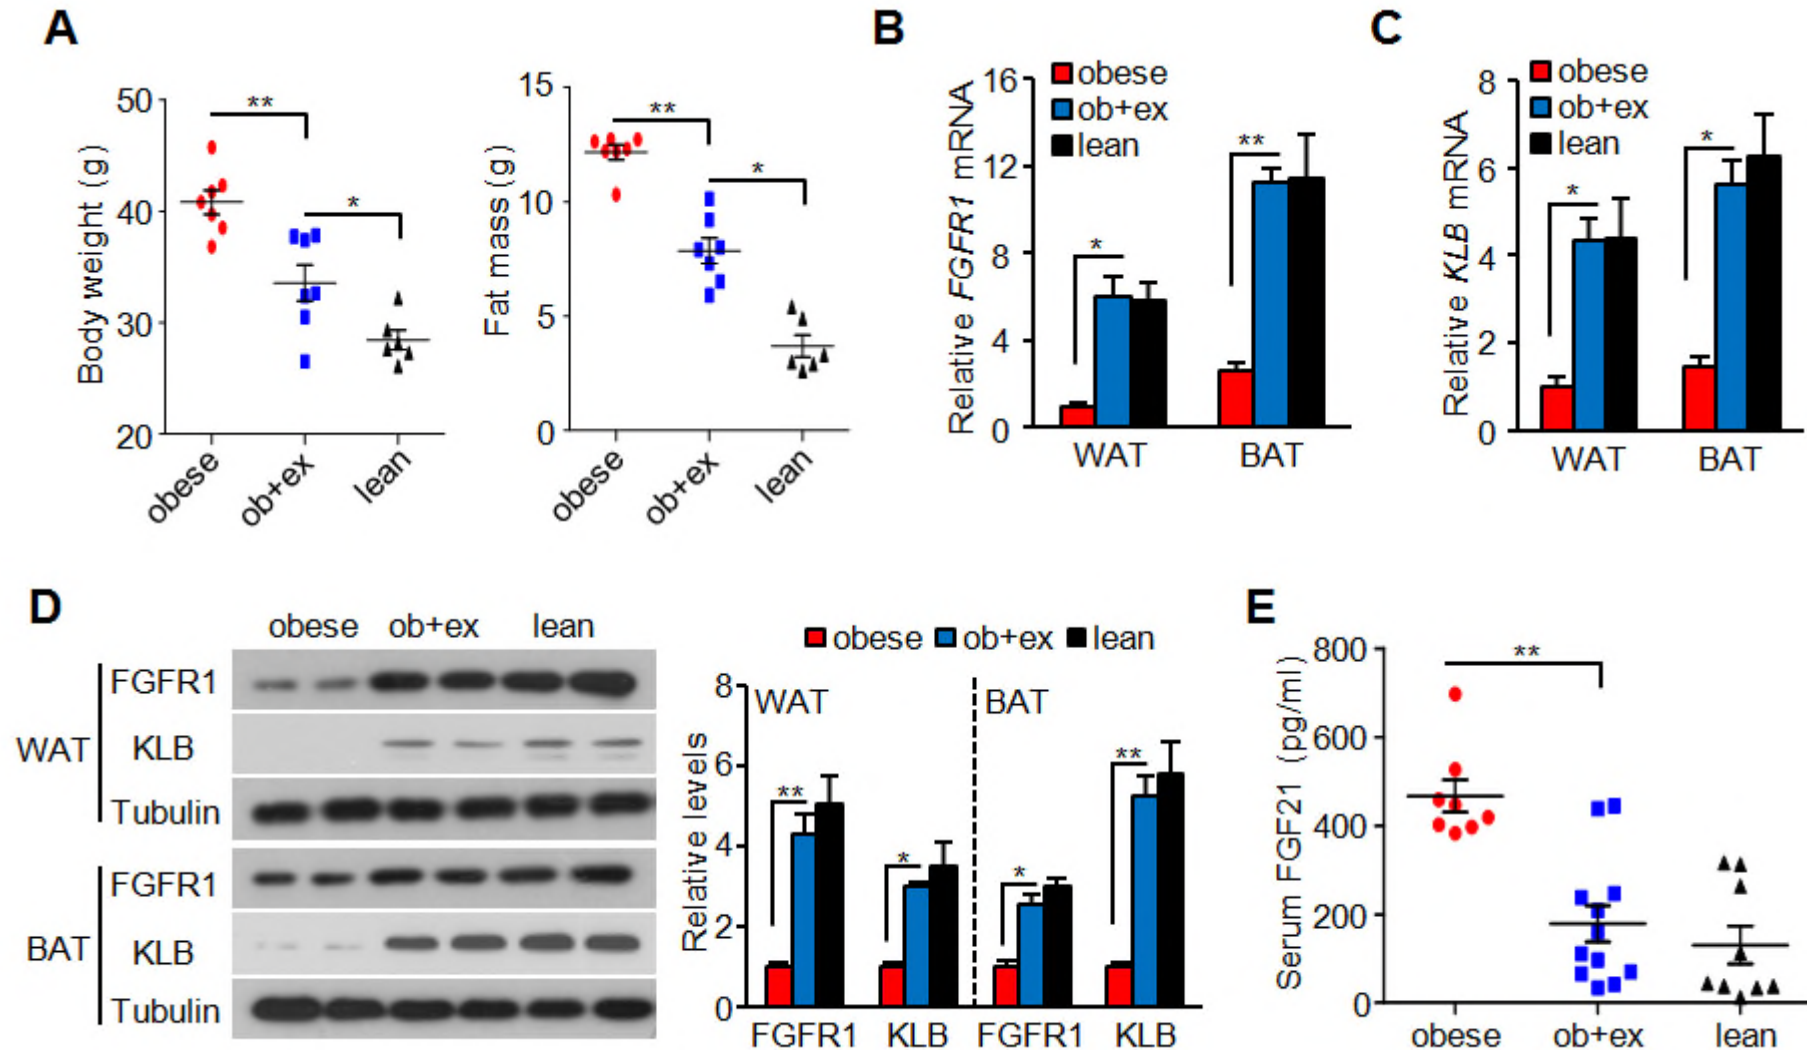 A
Body weight (g)
50
40
30
20
**
*
obese
ob+ex
lean
Fat mass (g)
15
10
5
0
**
*
obese
ob+ex
lean
B
Relative FGFR1 mRNA
16
12
8
4
0
obese
ob+ex
lean
*
**
WAT
BAT
C
Relative KLB mRNA
8
6
4
2
0
obese
ob+ex
lean
*
*
WAT
BAT
D
obese ob+ex lean
WAT
FGFR1
KLB
Tubulin
BAT
FGFR1
KLB
Tubulin
obese ob+ex lean
Relative levels
8
6
4
2
0
WAT
BAT
**
*
*
**
FGFR1 KLB FGFR1 KLB
E
Serum FGF21 (pg/ml)
800
600
400
200
0
**
obese ob+ex lean